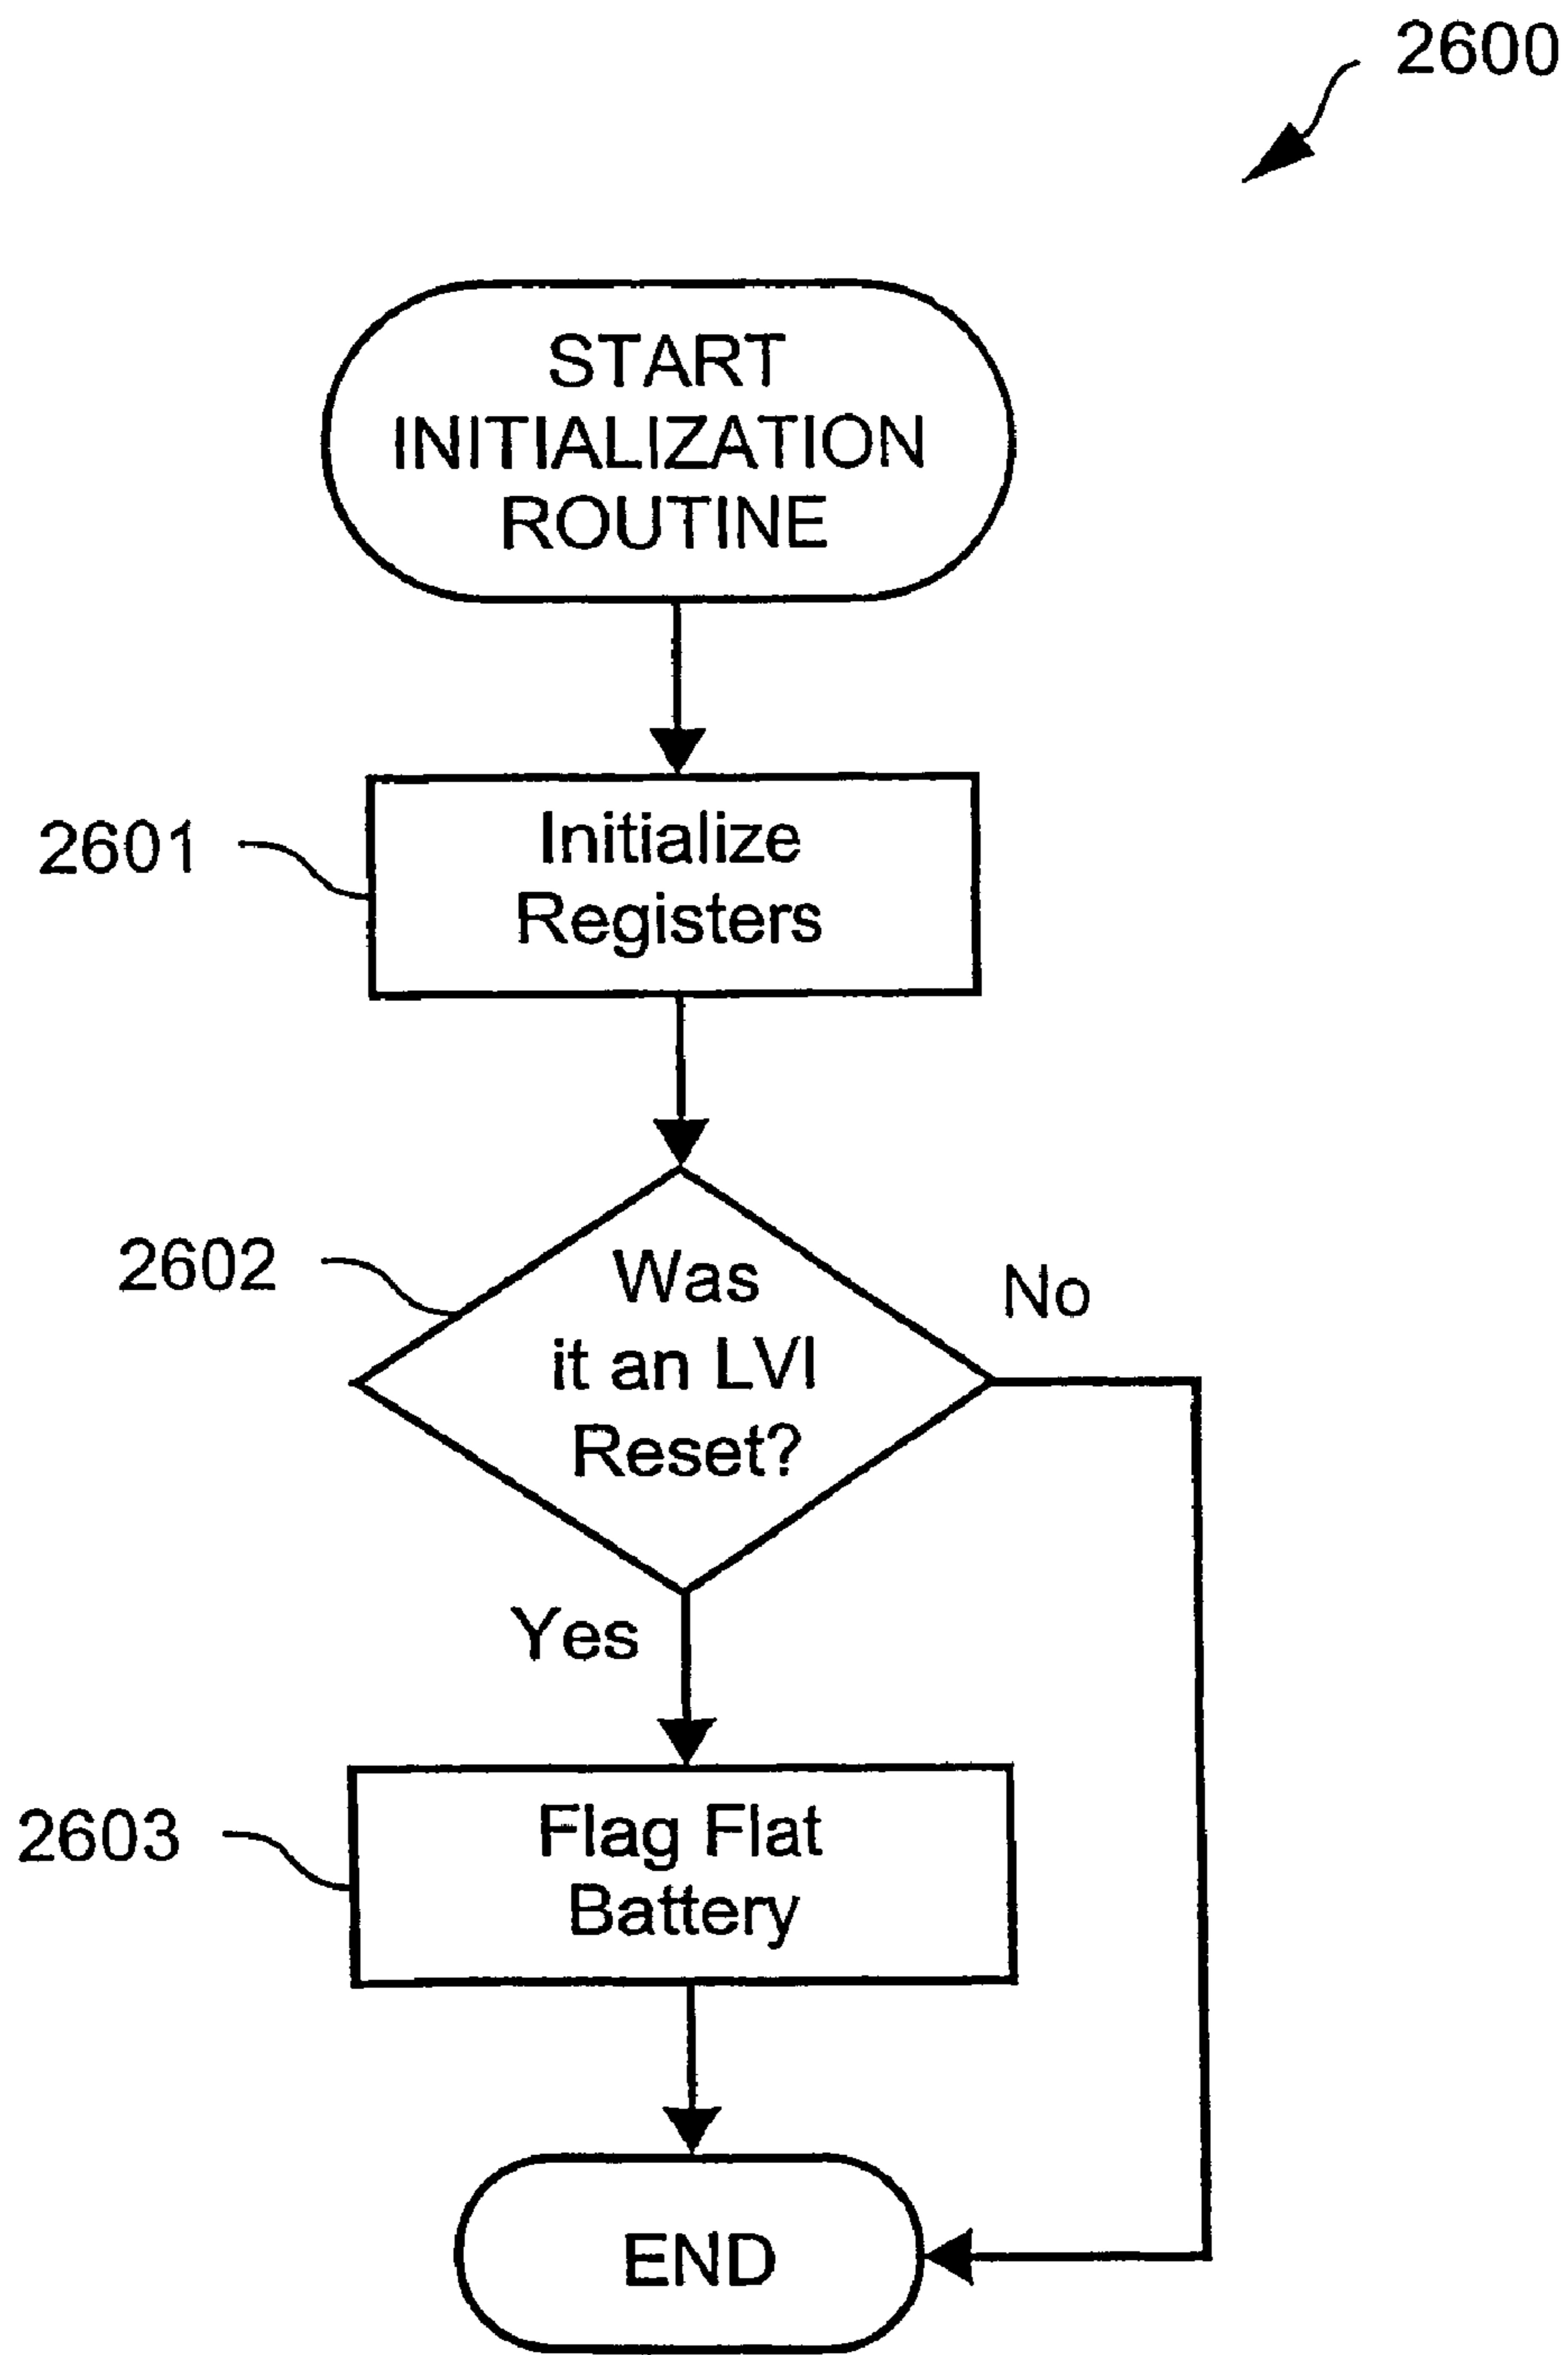 2600
START
INITIALIZATION
ROUTINE
2601
Initialize
Registers
2602
Was
it an LVI
Reset?
No
Yes
2603
Flag Flat
Battery
END